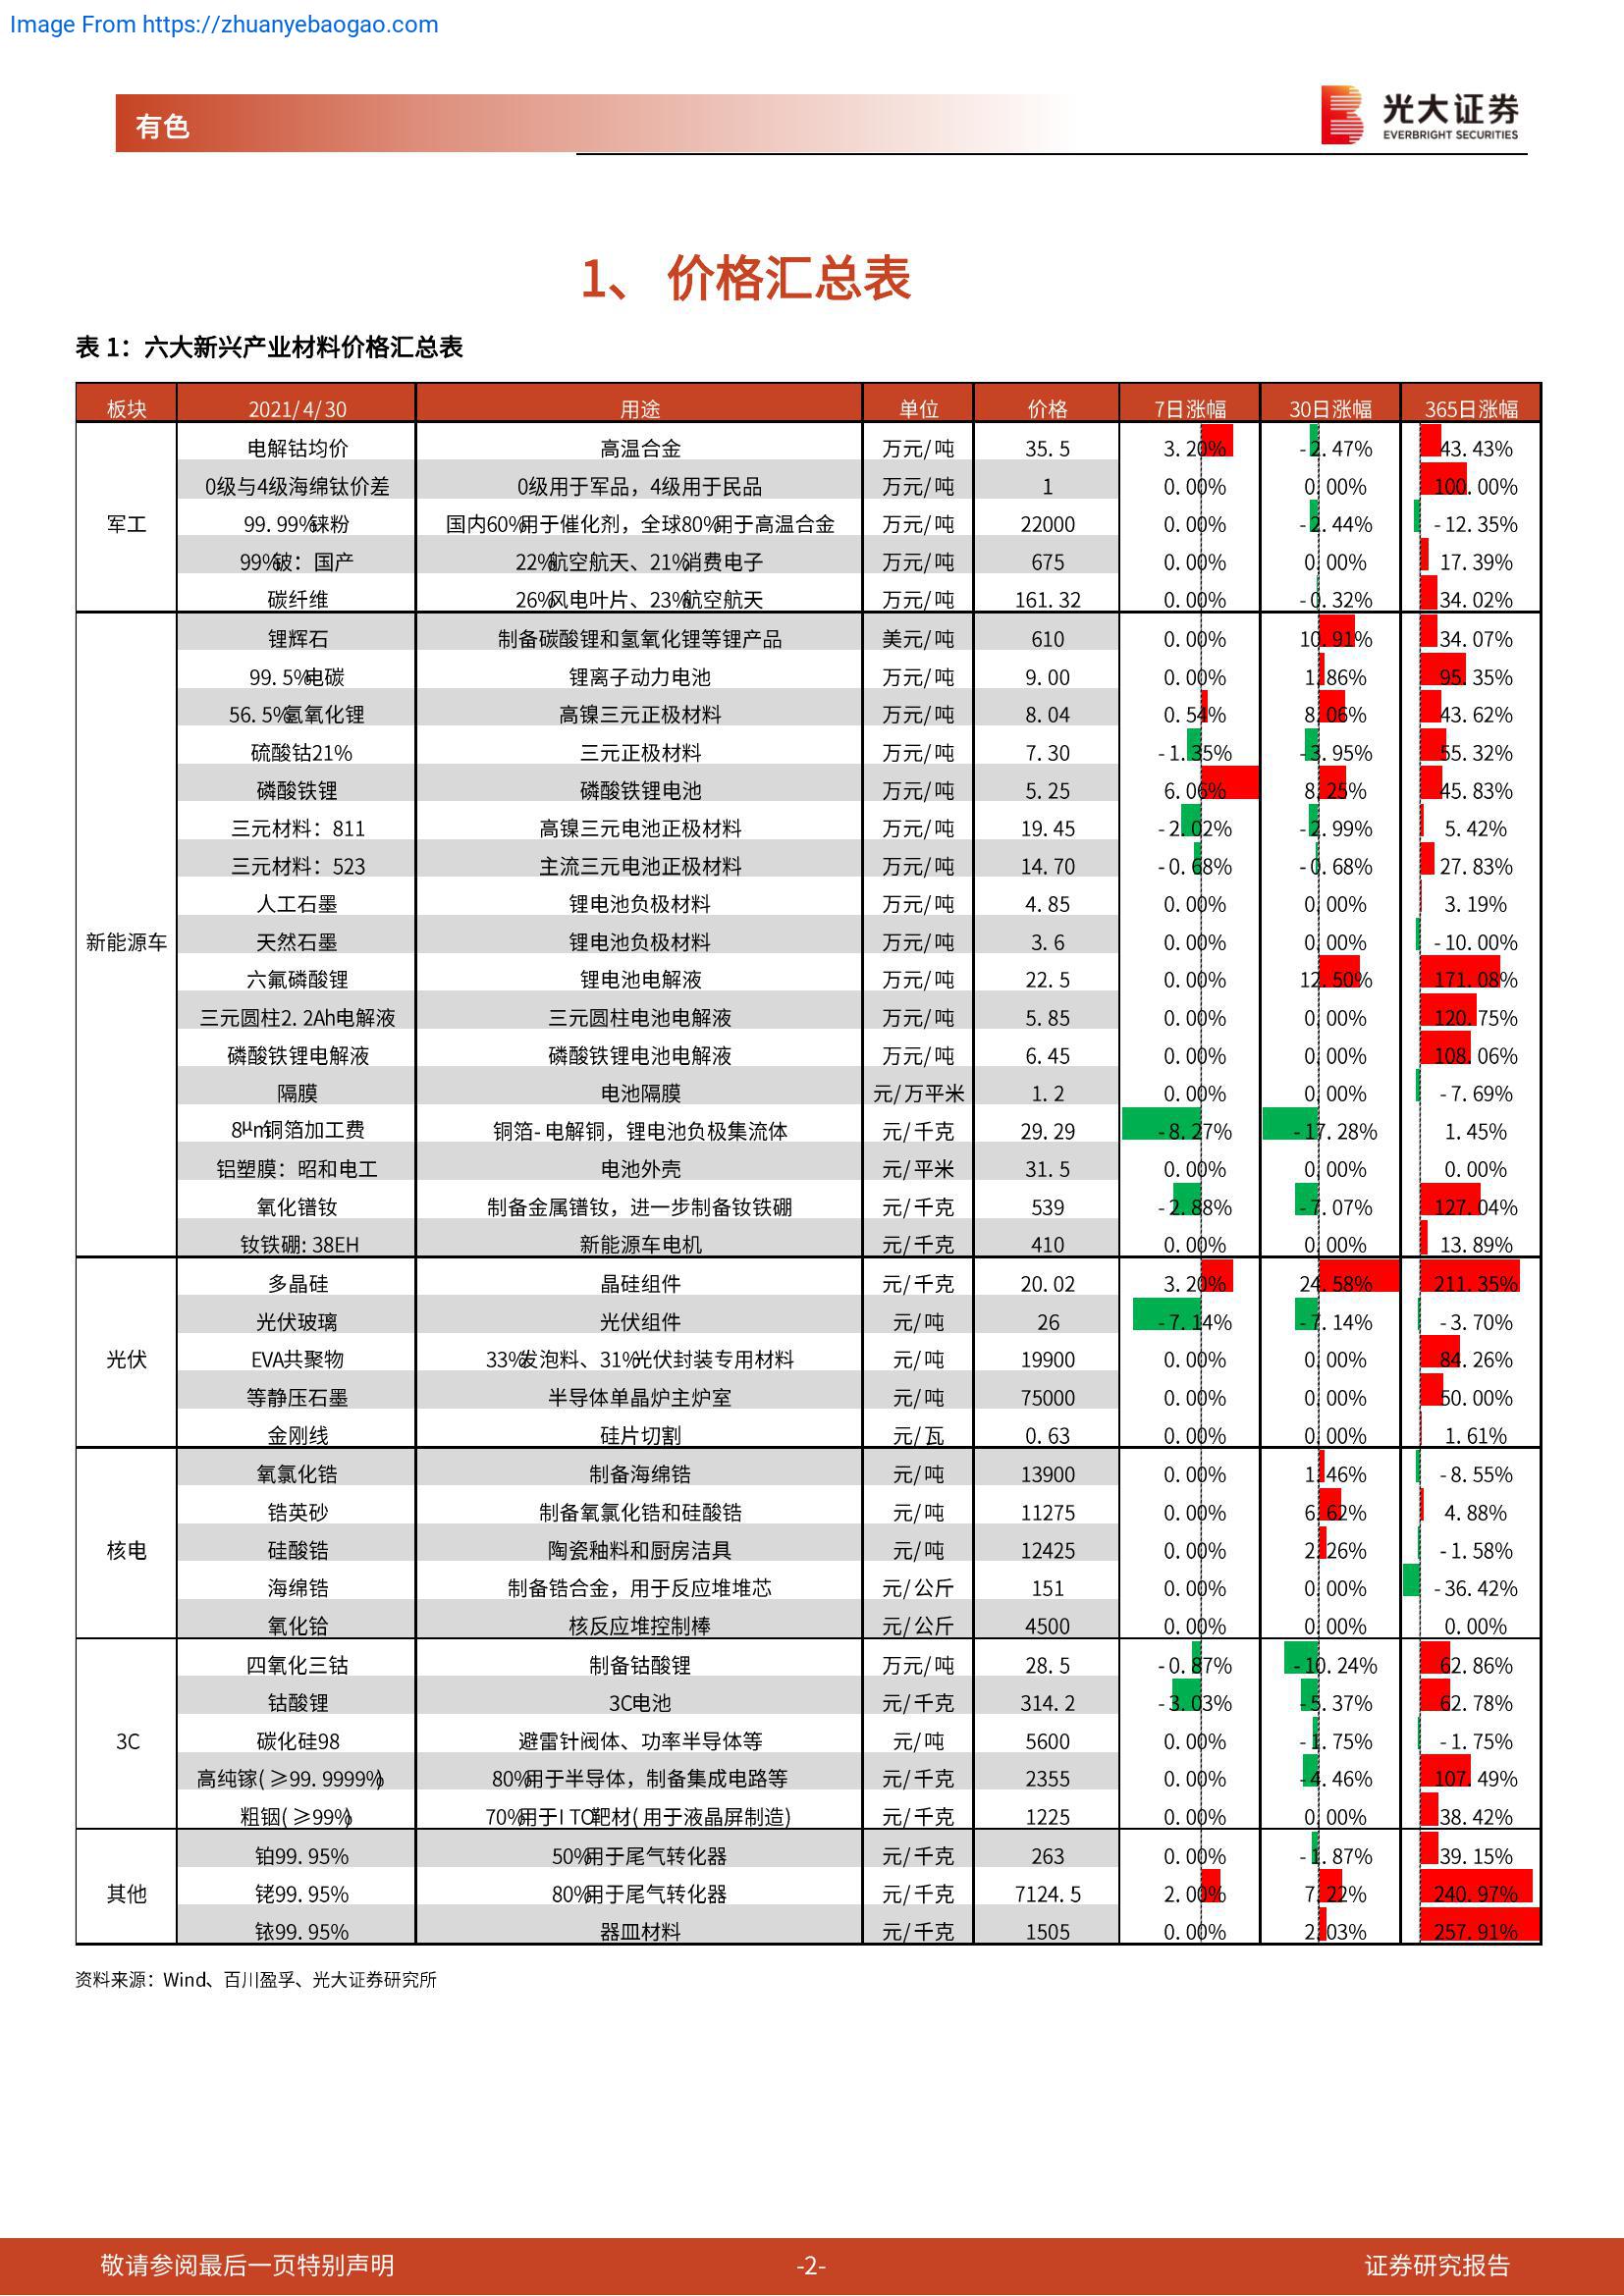 Image From https://zhuanyebaogao.com
有色
光大证券
EVERBRIGHT SECURITIES
1、 价格汇总表
表 1：六大新兴产业材料价格汇总表
板块 2021/4/30 用途 单位 价格 7日涨幅 30日涨幅 365日涨幅
军工
电解钴均价 高温合金 万元/吨 35.5 3.20% -2.47% 43.43%
0级与4级海绵钛价差 0级用于军品，4级用于民品 万元/吨 1 0.00% 0.00% 100.00%
99.99%铼粉 国内60%用于催化剂，全球80%用于高温合金 万元/吨 22000 0.00% -2.44% -12.35%
99%铍：国产 22%航空航天、21%消费电子 万元/吨 675 0.00% 0.00% 17.39%
碳纤维 26%风电叶片、23%航空航天 万元/吨 161.32 0.00% -0.32% 34.02%
新能源车
锂辉石 制备碳酸锂和氢氧化锂等锂产品 美元/吨 610 0.00% 10.91% 34.07%
99.5%电碳 锂离子动力电池 万元/吨 9.00 0.00% 1.86% 95.35%
56.5%氢氧化锂 高镍三元正极材料 万元/吨 8.04 0.54% 8.06% 43.62%
硫酸钴21% 三元正极材料 万元/吨 7.30 -1.35% -3.95% 55.32%
磷酸铁锂 磷酸铁锂电池 万元/吨 5.25 6.06% 8.25% 45.83%
三元材料：811 高镍三元电池正极材料 万元/吨 19.45 -2.02% -2.99% 5.42%
三元材料：523 主流三元电池正极材料 万元/吨 14.70 -0.68% -0.68% 27.83%
人工石墨 锂电池负极材料 万元/吨 4.85 0.00% 0.00% 3.19%
天然石墨 锂电池负极材料 万元/吨 3.6 0.00% 0.00% -10.00%
六氟磷酸锂 锂电池电解液 万元/吨 22.5 0.00% 12.50% 171.08%
三元圆柱2.2Ah电解液 三元圆柱电池电解液 万元/吨 5.85 0.00% 0.00% 120.75%
磷酸铁锂电解液 磷酸铁锂电池电解液 万元/吨 6.45 0.00% 0.00% 108.06%
隔膜 电池隔膜 元/万平米 1.2 0.00% 0.00% -7.69%
8μm铜箔加工费 铜箔-电解铜，锂电池负极集流体 元/千克 29.29 -8.27% -17.28% 1.45%
铝塑膜：昭和电工 电池外壳 元/平米 31.5 0.00% 0.00% 0.00%
氧化镨钕 制备金属镨钕，进一步制备钕铁硼 元/千克 539 -2.88% -7.07% 127.04%
钕铁硼:38EH 新能源车电机 元/千克 410 0.00% 0.00% 13.89%
光伏
多晶硅 晶硅组件 元/千克 20.02 3.20% 24.58% 211.35%
光伏玻璃 光伏组件 元/吨 26 -7.14% -7.14% -3.70%
EVA共聚物 33%发泡料、31%光伏封装专用材料 元/吨 19900 0.00% 0.00% 84.26%
等静压石墨 半导体单晶炉主炉室 元/吨 75000 0.00% 0.00% 50.00%
金刚线 硅片切割 元/瓦 0.63 0.00% 0.00% 1.61%
核电
氧氯化锆 制备海绵锆 元/吨 13900 0.00% 1.46% -8.55%
锆英砂 制备氧氯化锆和硅酸锆 元/吨 11275 0.00% 6.62% 4.88%
硅酸锆 陶瓷釉料和厨房洁具 元/吨 12425 0.00% 2.26% -1.58%
海绵锆 制备锆合金，用于反应堆堆芯 元/公斤 151 0.00% 0.00% -36.42%
氧化铪 核反应堆控制棒 元/公斤 4500 0.00% 0.00% 0.00%
3C
四氧化三钴 制备钴酸锂 万元/吨 28.5 -0.87% -10.24% 62.86%
钴酸锂 3C电池 元/千克 314.2 -3.03% -5.37% 62.78%
碳化硅98 避雷针阀体、功率半导体等 元/吨 5600 0.00% -1.75% -1.75%
高纯镓(≥99.9999%) 80%用于半导体，制备集成电路等 元/千克 2355 0.00% -4.46% 107.49%
粗铟(≥99%) 70%用于ITO靶材(用于液晶屏制造) 元/千克 1225 0.00% 0.00% 38.42%
其他
铂99.95% 50%用于尾气转化器 元/千克 263 0.00% -1.87% 39.15%
铑99.95% 80%用于尾气转化器 元/千克 7124.5 2.00% 7.22% 240.97%
铱99.95% 器皿材料 元/千克 1505 0.00% 2.03% 257.91%
资料来源：Wind、百川盈孚、光大证券研究所
敬请参阅最后一页特别声明 -2- 证券研究报告